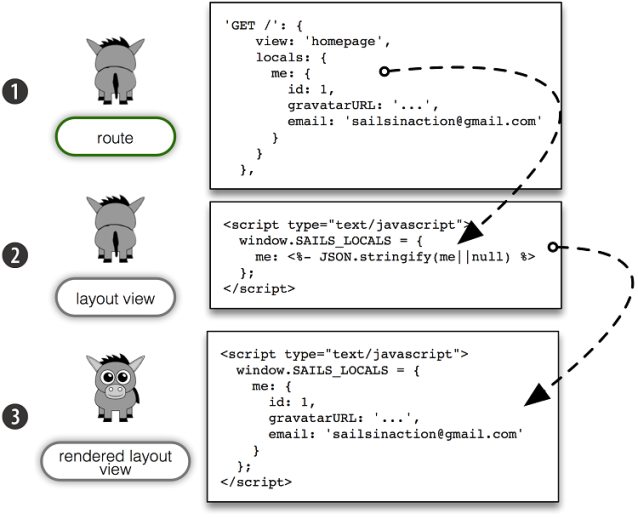 1
route
'GET /': {
    view: 'homepage',
    locals: {
      me: {
        id: 1,
        gravatarURL: '...',
        email: 'sailsinaction@gmail.com'
      }
    }
  },
2
layout view
<script type="text/javascript">
  window.SAILS_LOCALS = {
    me: <%- JSON.stringify(me||null) %>
  };
</script>
3
rendered layout
view
<script type="text/javascript">
  window.SAILS_LOCALS = {
    me: {
      id: 1,
      gravatarURL: '...',
      email: 'sailsinaction@gmail.com'
    }
  };
</script>